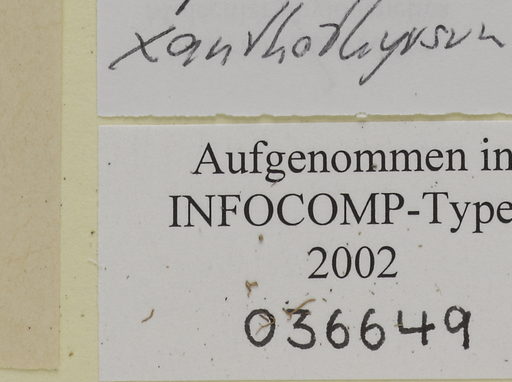 xanthothyrsum
Aufgenommen in
INFOCOMP-Type
2002
036649